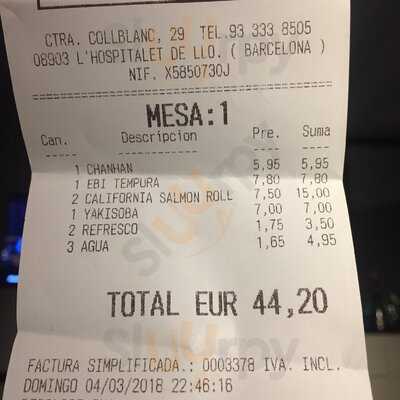 CTRA. COLLBLANC, 29 TEL.93 333 8505
08903 L'HOSPITALET DE LLO. ( BARCELONA )
NIF. X5850730J
MESA:1
Can. Descripcion Pre. Suma
1 CHANHAN 5,95 5,95
1 EBI TEMPURA 7,80 7,80
2 CALIFORNIA SALMON ROLL 7,50 15,00
1 YAKISOBA 7,00 7,00
2 REFRESCO 1,75 3,50
3 AGUA 1,65 4,95
TOTAL EUR 44,20
FACTURA SIMPLIFICADA.: 0003378 IVA. INCL.
DOMINGO 04/03/2018 22:46:16
sluurpy